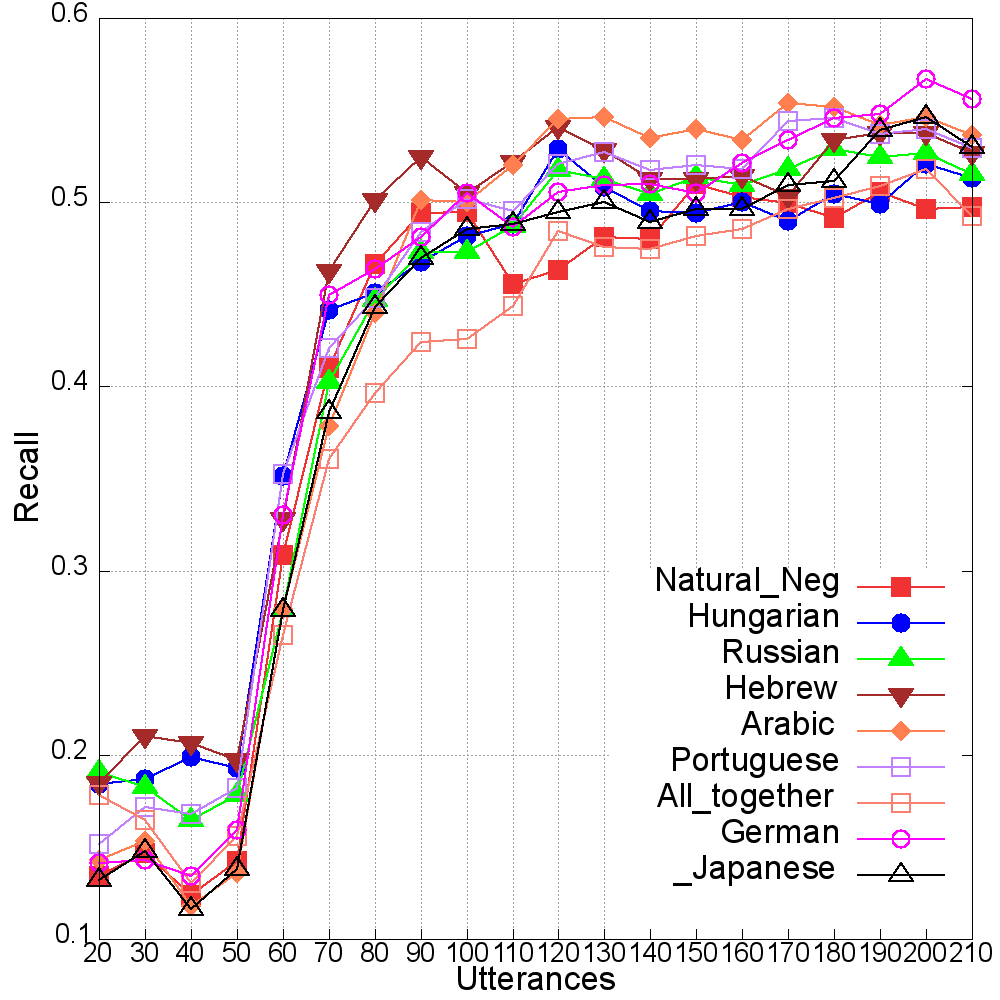 0.6
0.5
0.4
0.3
0.2
0.1
Recall
Natural_Neg
Hungarian
Russian
Hebrew
Arabic
Portuguese
All_together
German
_Japanese
20 30 40 50 60 70 80 90 100 110 120 130 140 150 160 170 180 190 200 210
Utterances